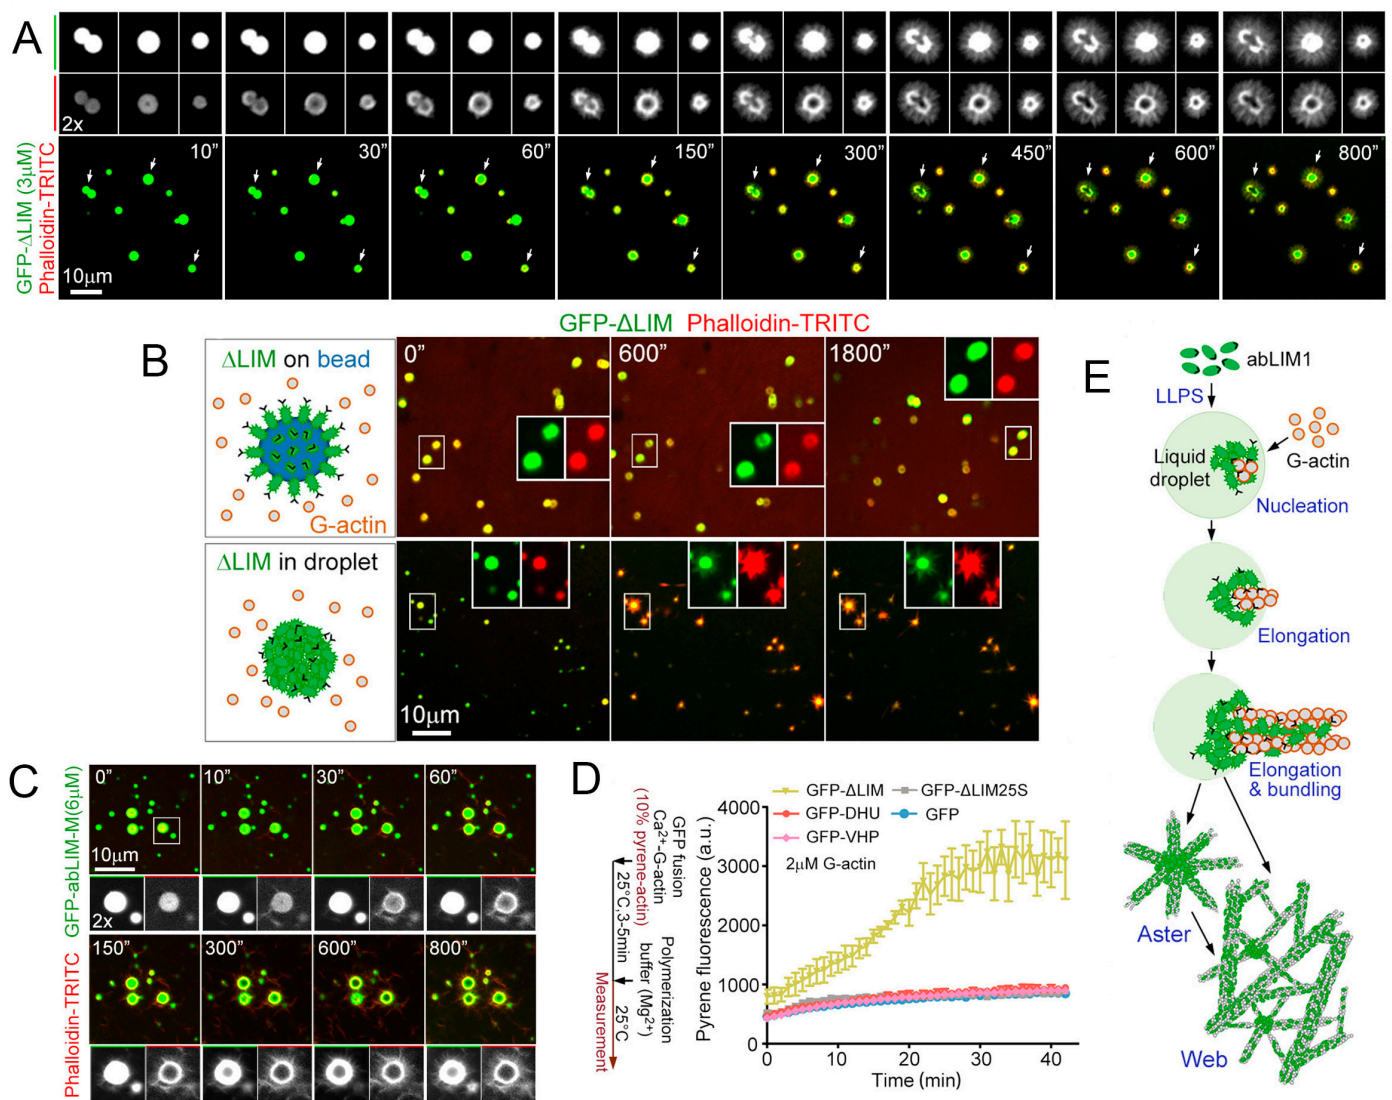 A
2x
GFP-ΔLIM (3μM)
Phalloidin-TRITC
10” 30” 60” 150” 300” 450” 600” 800”
10μm
GFP-ΔLIM Phalloidin-TRITC
B
ΔLIM on bead
G-actin
0” 600” 1800”
ΔLIM in droplet
10μm
C
GFP-abLIM-M(6μM)
Phalloidin-TRITC
0” 10” 30” 60”
10μm
2x
150” 300” 600” 800”
D
GFP fusion
Ca²⁺-G-actin
(10% pyrene-actin)
25°C,3-5min
Polymerization
buffer (Mg²⁺)
25°C
Measurement
Pyrene fluorescence (a.u.)
4000
3000
2000
1000
0
GFP-ΔLIM GFP-ΔLIM25S
GFP-DHU GFP
GFP-VHP
2μM G-actin
0 10 20 30 40
Time (min)
E
abLIM1
LLPS
Liquid
droplet
G-actin
Nucleation
Elongation
Elongation
& bundling
Aster
Web